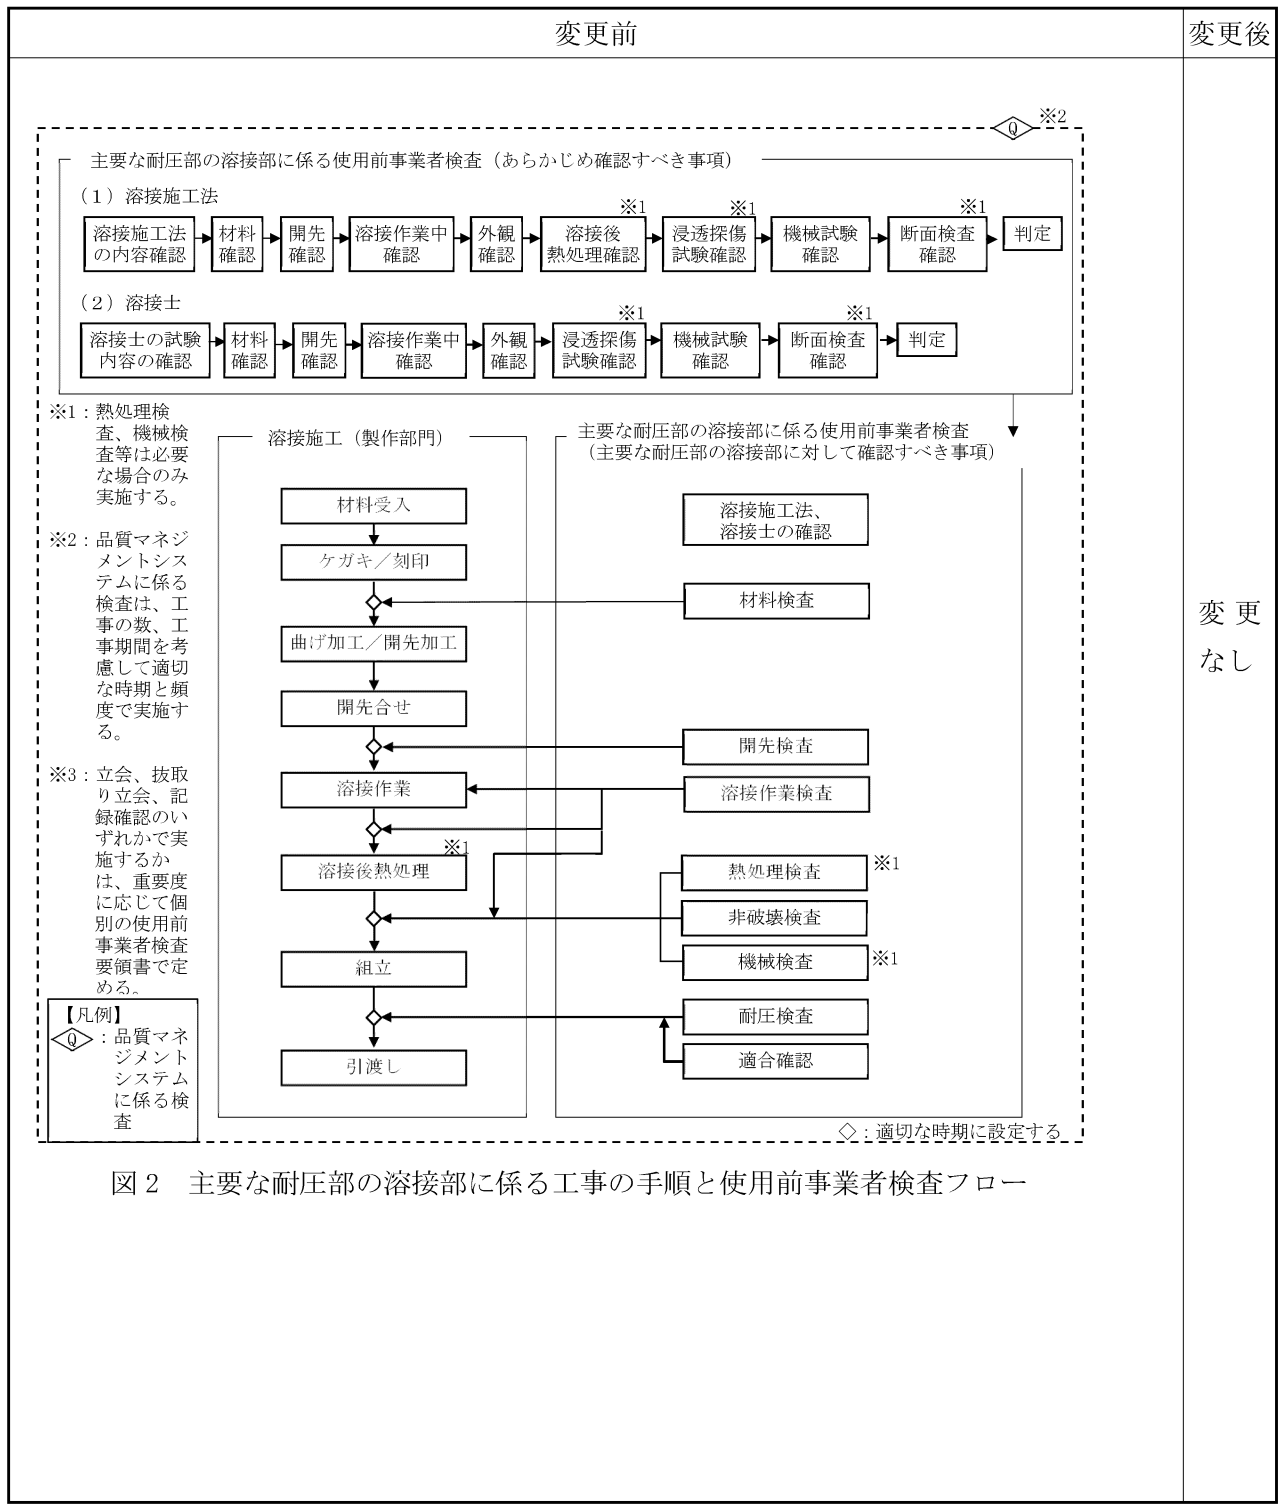 変更前
変更後
Q
※2
主要な耐圧部の溶接部に係る使用前事業者検査（あらかじめ確認すべき事項）
（１）溶接施工法
※1
※1
※1
溶接施工法
の内容確認
材料
確認
開先
確認
溶接作業中
確認
外観
確認
溶接後
熱処理確認
浸透探傷
試験確認
機械試験
確認
断面検査
確認
判定
（２）溶接士
※1
※1
溶接士の試験
内容の確認
材料
確認
開先
確認
溶接作業中
確認
外観
確認
浸透探傷
試験確認
機械試験
確認
断面検査
確認
判定
※1：熱処理検
査、機械検
査等は必要
な場合のみ
実施する。
※2：品質マネジ
メントシス
テムに係る
検査は、工
事の数、工
事期間を考
慮して適切
な時期と頻
度で実施す
る。
※3：立会、抜取
り立会、記
録確認のい
ずれかで実
施するか
は、重要度
に応じて個
別の使用前
事業者検査
要領書で定
める。
【凡例】
Q：品質マネ
ジメント
システム
に係る検
査
溶接施工（製作部門）
材料受入
ケガキ／刻印
曲げ加工／開先加工
開先合せ
溶接作業
※1
溶接後熱処理
組立
引渡し
主要な耐圧部の溶接部に係る使用前事業者検査
（主要な耐圧部の溶接部に対して確認すべき事項）
溶接施工法、
溶接士の確認
材料検査
開先検査
溶接作業検査
熱処理検査
※1
非破壊検査
機械検査
※1
耐圧検査
適合確認
◇：適切な時期に設定する
図２　主要な耐圧部の溶接部に係る工事の手順と使用前事業者検査フロー
変更
なし